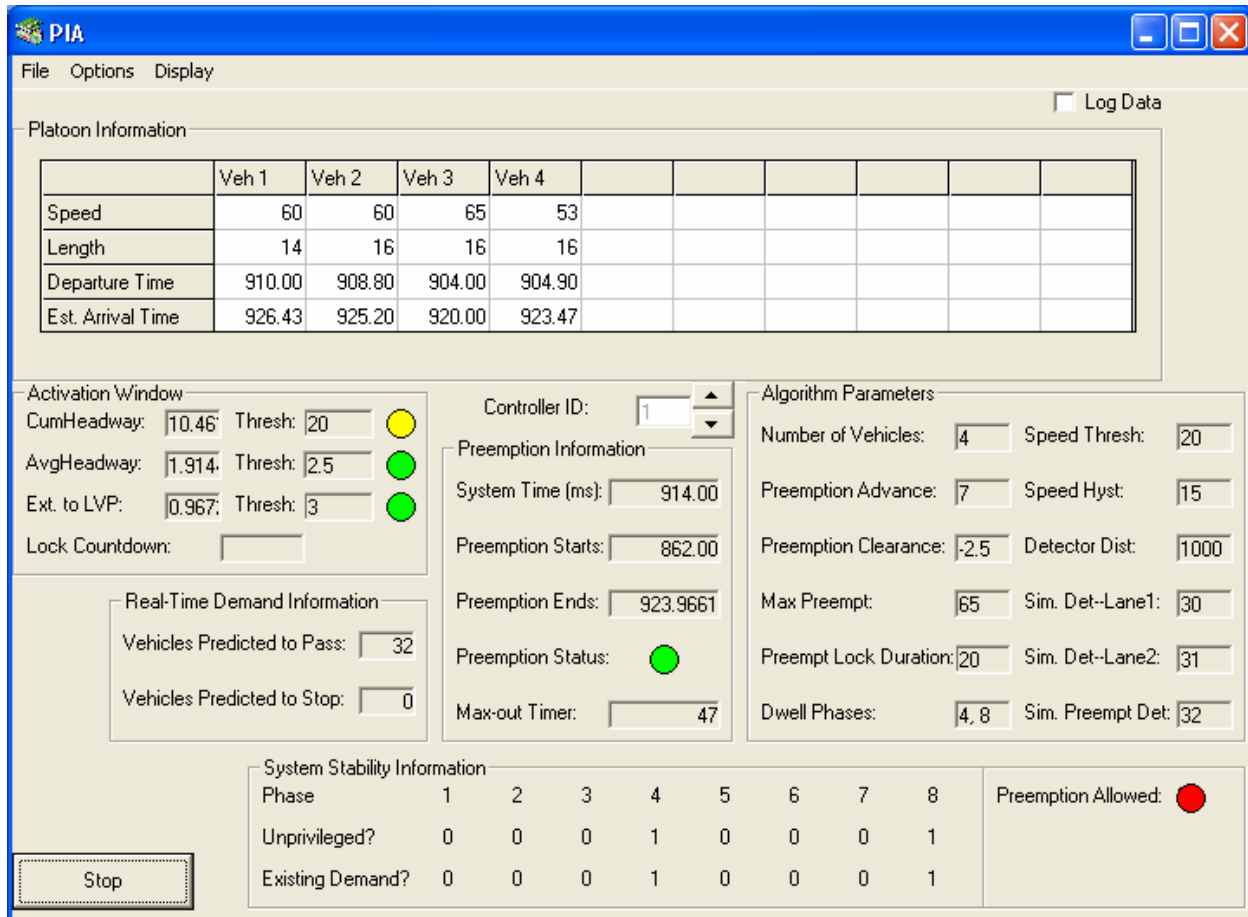 PIA
File Options Display
Log Data
Platoon Information
Veh 1 Veh 2 Veh 3 Veh 4
Speed 60 60 65 53
Length 14 16 16 16
Departure Time 910.00 908.80 904.00 904.90
Est. Arrival Time 926.43 925.20 920.00 923.47
Activation Window
CumHeadway: 10.46 Thresh: 20
AvgHeadway: 1.914 Thresh: 2.5
Ext. to LVP: 0.967 Thresh: 3
Lock Countdown:
Real-Time Demand Information
Vehicles Predicted to Pass: 32
Vehicles Predicted to Stop: 0
Controller ID: 1
Preemption Information
System Time (ms): 914.00
Preemption Starts: 862.00
Preemption Ends: 923.9661
Preemption Status:
Max-out Timer: 47
Algorithm Parameters
Number of Vehicles: 4 Speed Thresh: 20
Preemption Advance: 7 Speed Hyst: 15
Preemption Clearance: -2.5 Detector Dist: 1000
Max Preempt: 65 Sim. Det--Lane1: 30
Preempt Lock Duration: 20 Sim. Det--Lane2: 31
Dwell Phases: 4, 8 Sim. Preempt Det: 32
System Stability Information
Phase 1 2 3 4 5 6 7 8
Unprivileged? 0 0 0 1 0 0 0 1
Existing Demand? 0 0 0 1 0 0 0 1
Preemption Allowed:
Stop